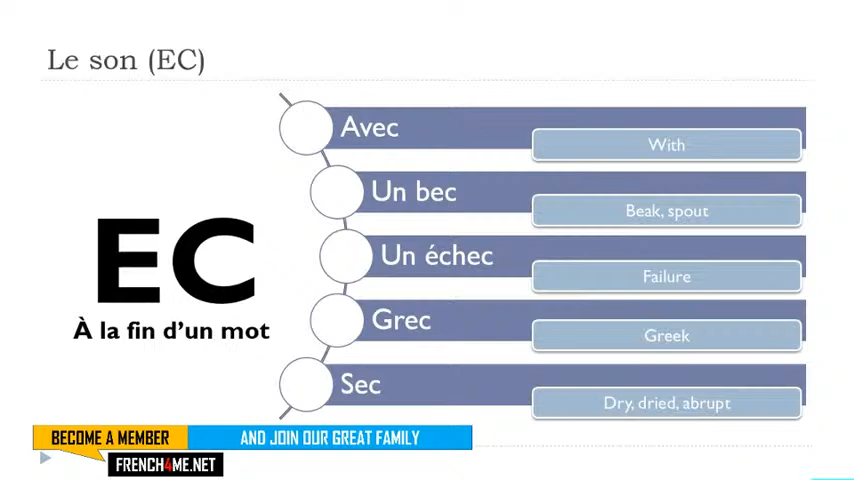 Le son (EC)
Avec
With
Un bec
Beak, spout
Un échec
Failure
Grec
Greek
Sec
Dry, dried, abrupt
EC
À la fin d'un mot
BECOME A MEMBER
AND JOIN OUR GREAT FAMILY
FRENCH4ME.NET